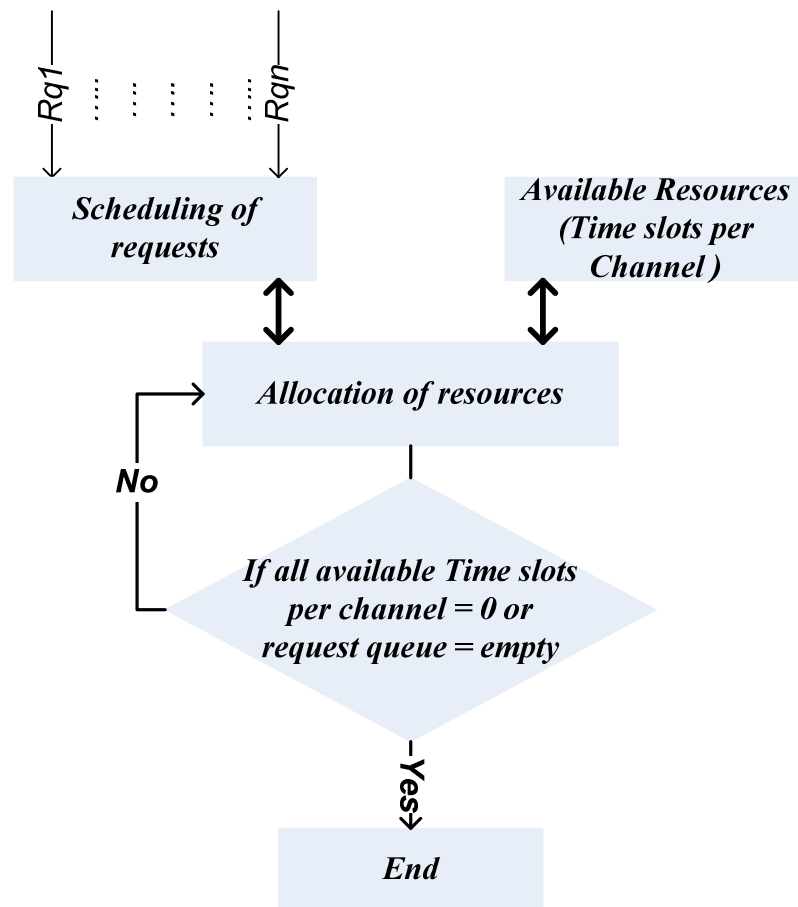 Rq1
Rqn
Scheduling of
requests
Available Resources
(Time slots per
Channel )
Allocation of resources
No
If all available Time slots
per channel = 0 or
request queue = empty
Yes
End